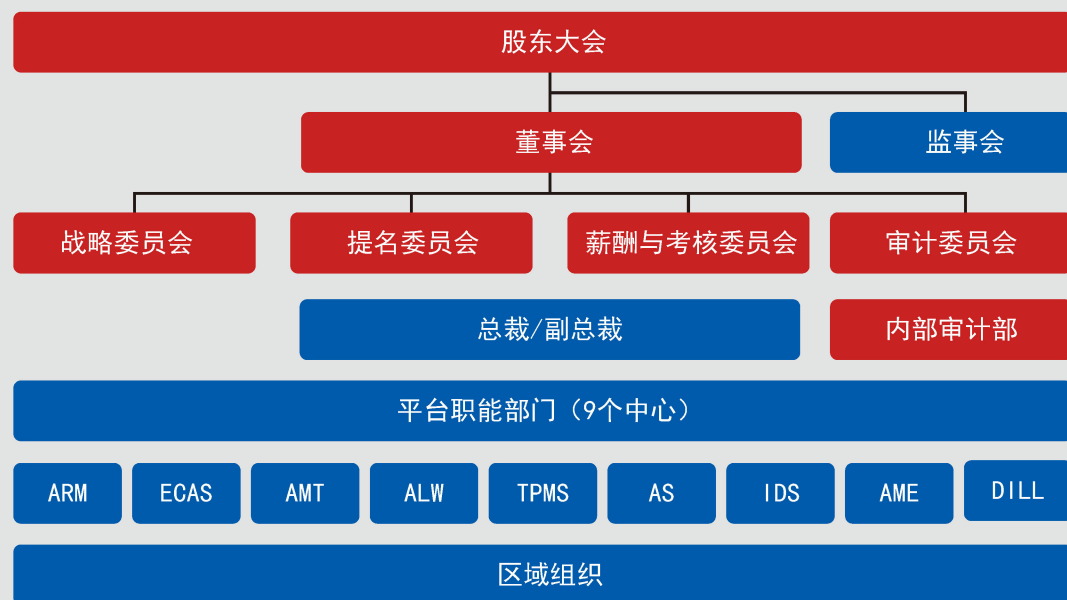 股东大会
董事会
监事会
战略委员会
提名委员会
薪酬与考核委员会
审计委员会
总裁/副总裁
内部审计部
平台职能部门（9个中心）
ARM
ECAS
AMT
ALW
TPMS
AS
IDS
AME
DILL
区域组织